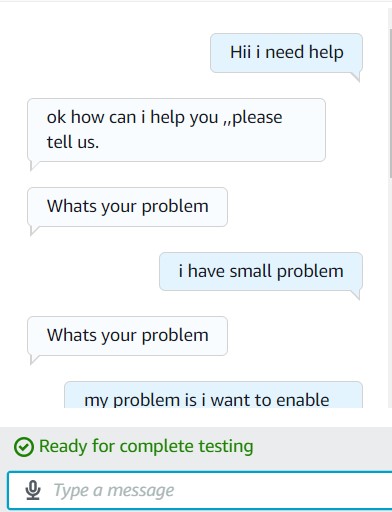 Hii i need help
ok how can i help you ,,please
tell us.
Whats your problem
i have small problem
Whats your problem
my problem is i want to enable
Ready for complete testing
Type a message